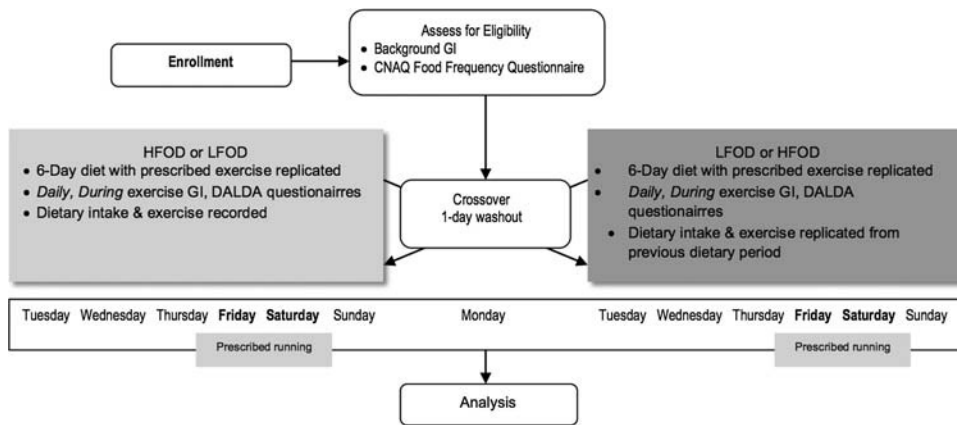 Assess for Eligibility
• Background GI
• CNAQ Food Frequency Questionnaire
Enrollment
HFOD or LFOD
• 6-Day diet with prescribed exercise replicated
• Daily, During exercise GI, DALDA questionairres
• Dietary intake & exercise recorded
Crossover
1-day washout
LFOD or HFOD
• 6-Day diet with prescribed exercise replicated
• Daily, During exercise GI, DALDA
questionairres
• Dietary intake & exercise replicated from
previous dietary period
Tuesday Wednesday Thursday Friday Saturday Sunday Monday Tuesday Wednesday Thursday Friday Saturday Sunday
Prescribed running Prescribed running
Analysis